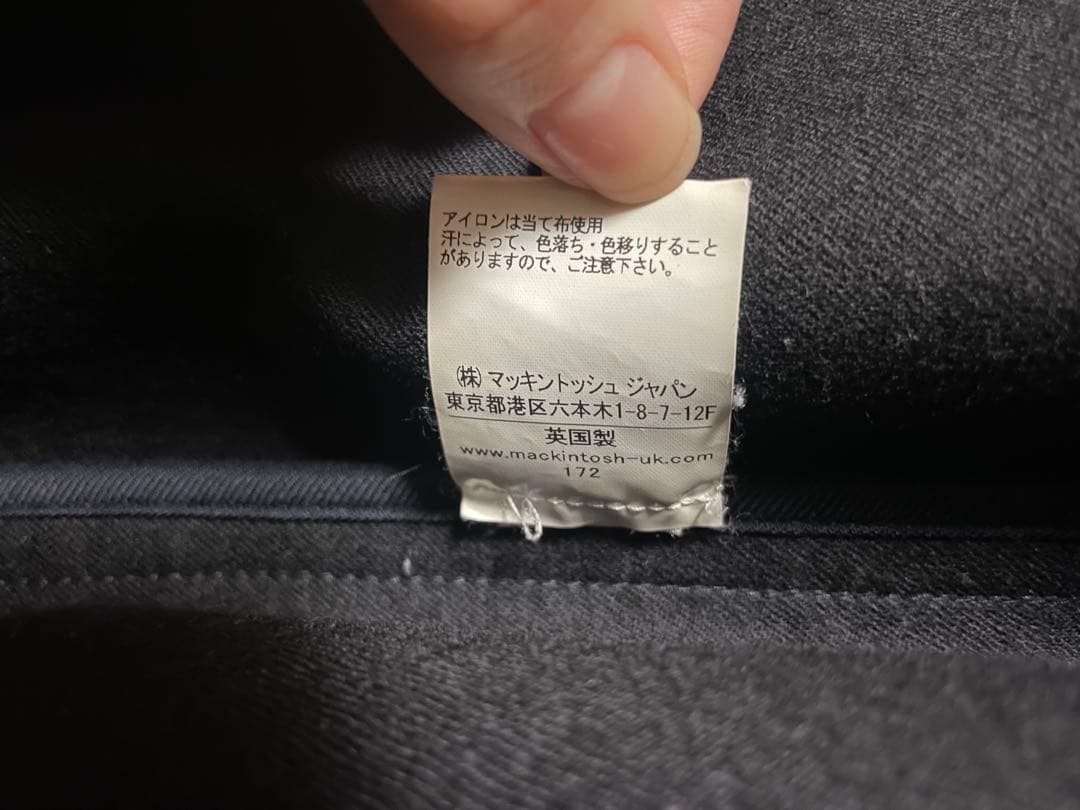 アイロンは当て布使用
汗によって、色落ち・色移りすること
がありますので、ご注意下さい。
(株)マッキントッシュ ジャパン
東京都港区六本木1-8-7-12F
英国製
www.mackintosh-uk.com
172